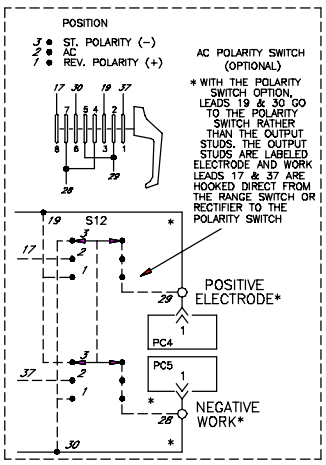 POSITION
3 • ST. POLARITY (-)
2 • AC
1 • REV. POLARITY (+)
AC POLARITY SWITCH
(OPTIONAL)
* WITH THE POLARITY
SWITCH OPTION,
LEADS 19 & 30 GO
TO THE POLARITY
SWITCH RATHER
THAN THE OUTPUT
STUDS. THE OUTPUT
STUDS ARE LABELED
ELECTRODE AND WORK
LEADS 17 & 37 ARE
HOOKED DIRECT FROM
THE RANGE SWITCH OR
RECTIFIER TO THE
POLARITY SWITCH
17 30 19 37
7 5 4 1
8 6 3 2
28 29
19 S12 *
3
17 2
1
29
POSITIVE
ELECTRODE*
1
PC4
PC5
1
3
37 2
1
*
28
NEGATIVE
WORK*
30 *